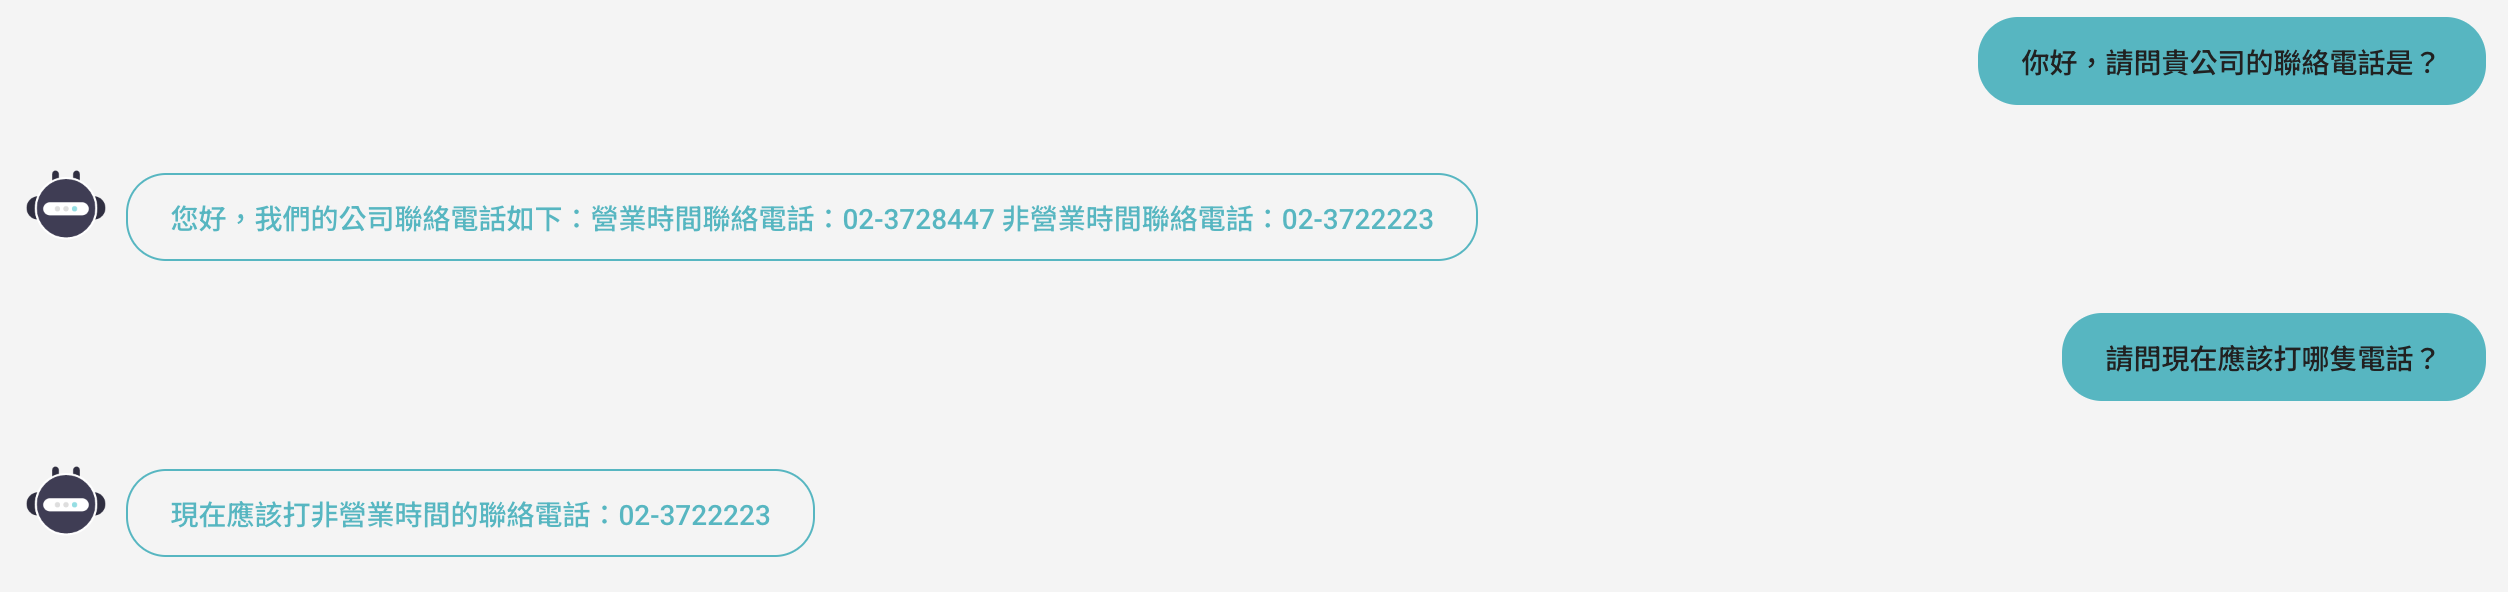 你好，請問貴公司的聯絡電話是？
您好，我們的公司聯絡電話如下：營業時間聯絡電話：02-3728447 非營業時間聯絡電話：02-3722223
請問現在應該打哪隻電話？
現在應該打非營業時間的聯絡電話：02-3722223